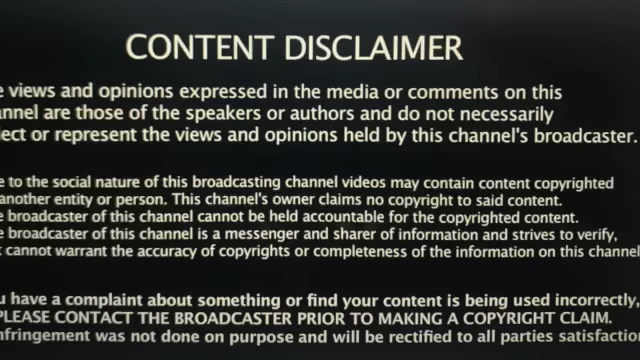 CONTENT DISCLAIMER
e views and opinions expressed in the media or comments on this
annel are those of the speakers or authors and do not necessarily
lect or represent the views and opinions held by this channel's broadcaster.
e to the social nature of this broadcasting channel videos may contain content copyrighted
another entity or person. This channel's owner claims no copyright to said content.
e broadcaster of this channel cannot be held accountable for the copyrighted content.
e broadcaster of this channel is a messenger and sharer of information and strives to verify,
t cannot warrant the accuracy of copyrights or completeness of the information on this channel
u have a complaint about something or find your content is being used incorrectly,
PLEASE CONTACT THE BROADCASTER PRIOR TO MAKING A COPYRIGHT CLAIM.
nfringement was not done on purpose and will be rectified to all parties satisfactio